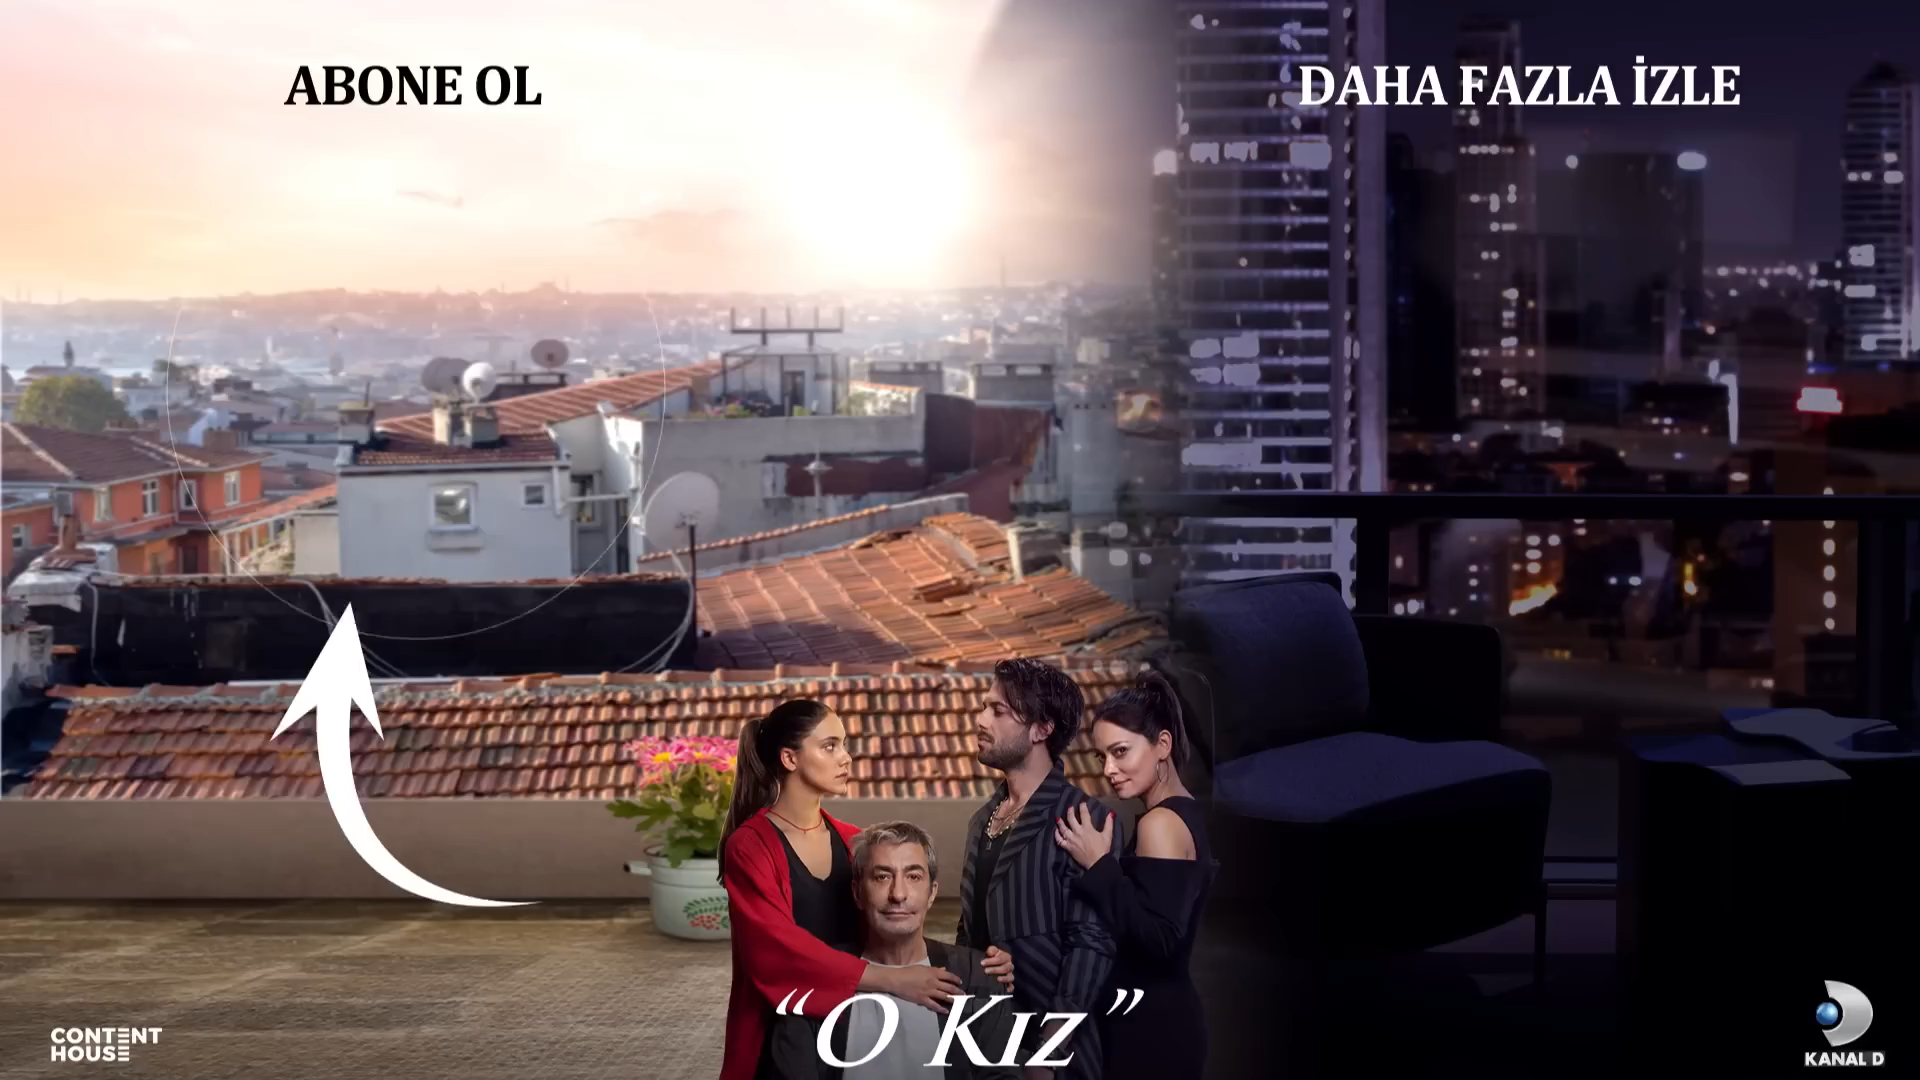 ABONE OL
DAHA FAZLA İZLE
“O Kız”
CONTENT
HOUSE
KANAL D